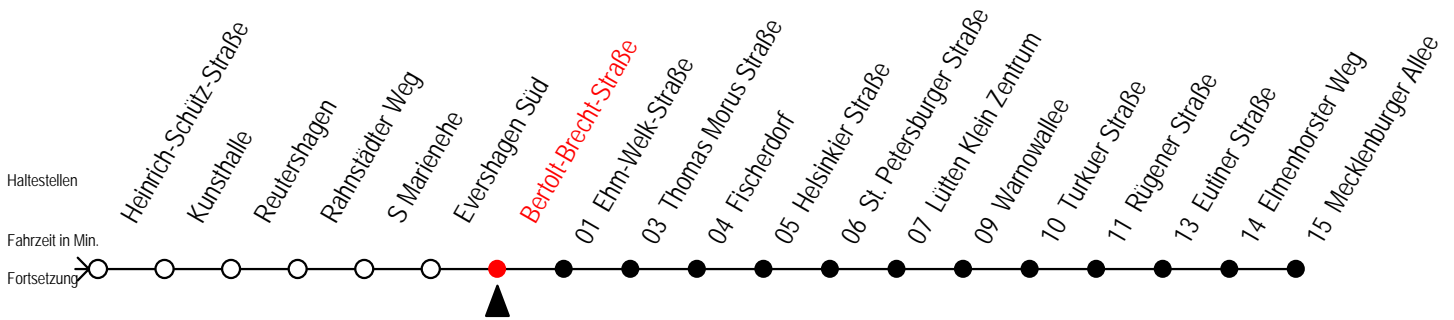 Haltestellen
Fahrzeit in Min.
Fortsetzung
Heinrich-Schütz-Straße
Kunsthalle
Reutershagen
Rahnstädter Weg
S Marienehe
Evershagen Süd
Bertolt-Brecht-Straße
01 Ehm-Welk-Straße
03 Thomas Morus Straße
04 Fischerdorf
05 Helsinkier Straße
06 St. Petersburger Straße
07 Lütten Klein Zentrum
09 Warnowallee
10 Turkuer Straße
11 Rügener Straße
13 Eutiner Straße
14 Elmenhorster Weg
15 Mecklenburger Allee